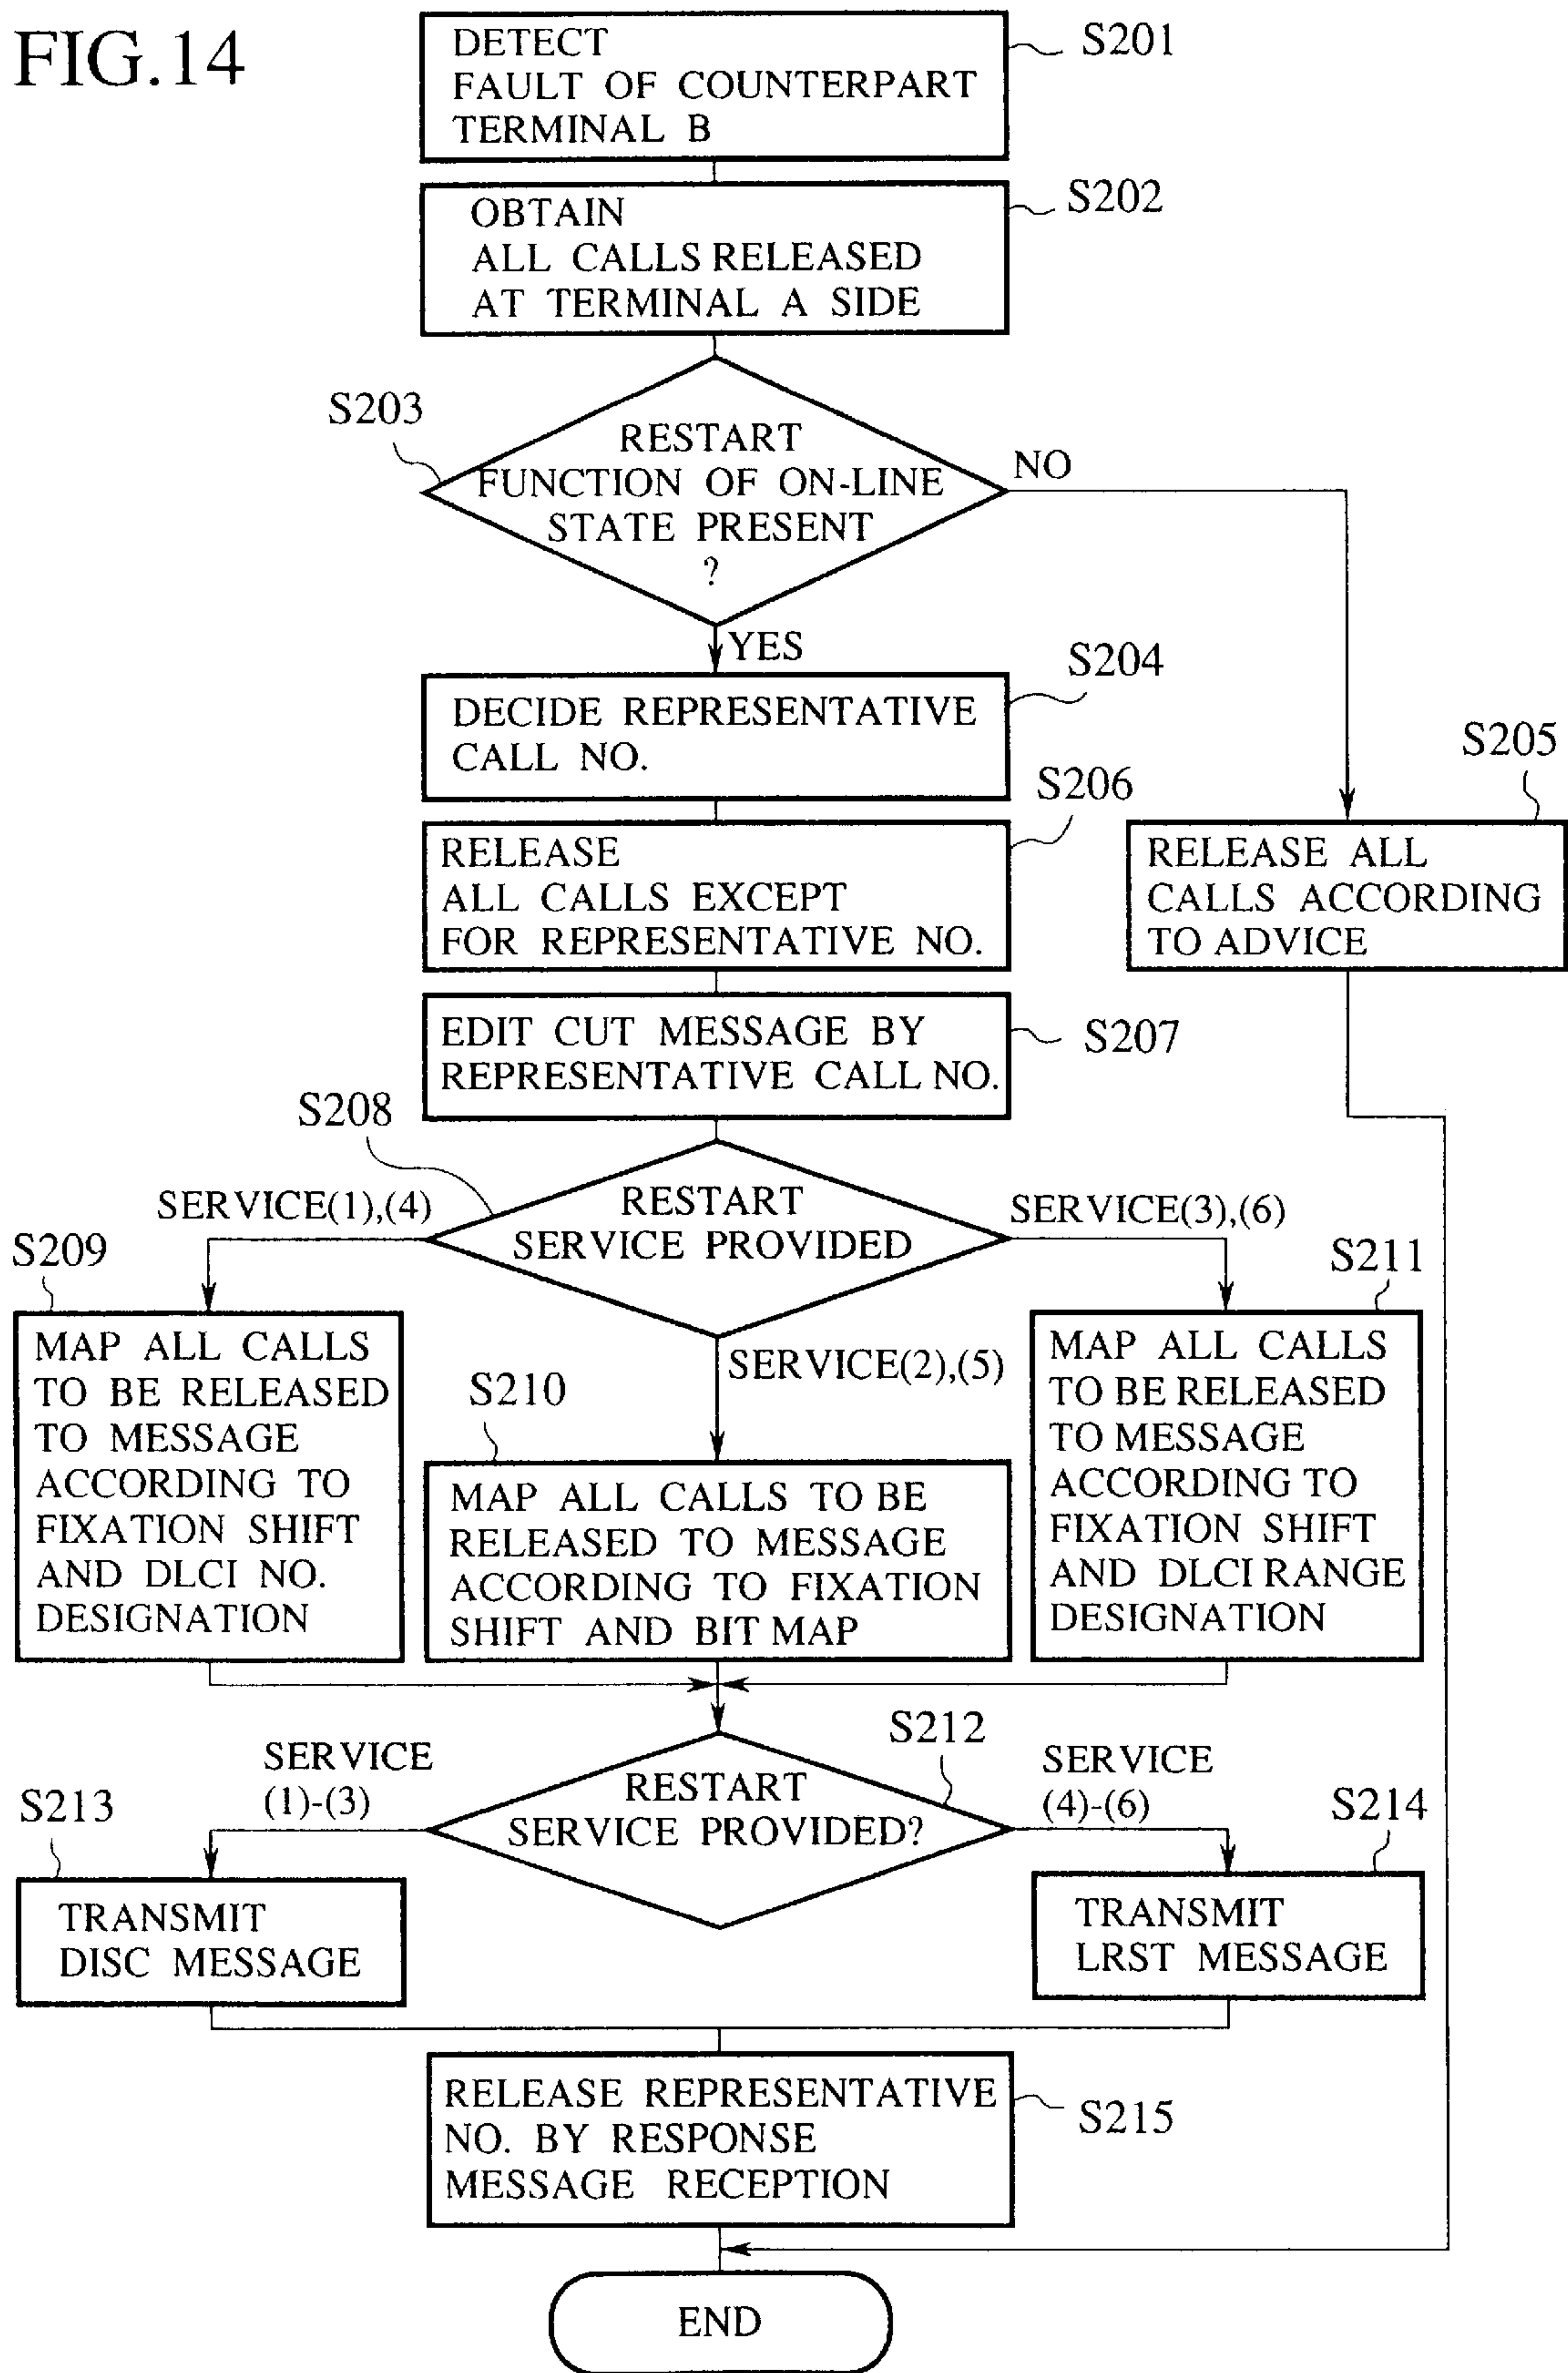 FIG.14
DETECT
FAULT OF COUNTERPART
TERMINAL B
S201
OBTAIN
ALL CALLS RELEASED
AT TERMINAL A SIDE
S202
S203
RESTART
FUNCTION OF ON-LINE
STATE PRESENT
?
NO
YES
S204
DECIDE REPRESENTATIVE
CALL NO.
S205
RELEASE ALL
CALLS ACCORDING
TO ADVICE
S206
RELEASE
ALL CALLS EXCEPT
FOR REPRESENTATIVE NO.
EDIT CUT MESSAGE BY
REPRESENTATIVE CALL NO.
S207
S208
RESTART
SERVICE PROVIDED
SERVICE(1),(4)
SERVICE(3),(6)
SERVICE(2),(5)
S209
MAP ALL CALLS
TO BE RELEASED
TO MESSAGE
ACCORDING TO
FIXATION SHIFT
AND DLCI NO.
DESIGNATION
S210
MAP ALL CALLS TO BE
RELEASED TO MESSAGE
ACCORDING TO FIXATION
SHIFT AND BIT MAP
S211
MAP ALL CALLS
TO BE RELEASED
TO MESSAGE
ACCORDING TO
FIXATION SHIFT
AND DLCI RANGE
DESIGNATION
S212
RESTART
SERVICE PROVIDED?
SERVICE
(1)-(3)
SERVICE
(4)-(6)
S213
TRANSMIT
DISC MESSAGE
S214
TRANSMIT
LRST MESSAGE
RELEASE REPRESENTATIVE
NO. BY RESPONSE
MESSAGE RECEPTION
S215
END